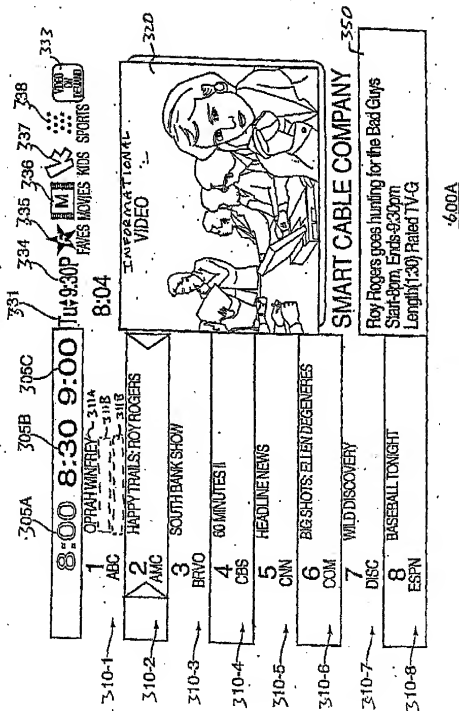 305A 305B 305C 331 334 335 336 337 338 333
8:00 8:30 9:00 Tu 9:30P FAVES MOVIES KIDS SPORTS VIDEO ON DEMAND
M
8:04
310-1 1 ABC OPRAH WINFREY 311A
311B
310-2 2 AMC HAPPY TRAILS: ROY ROGERS 311B
310-3 3 BRVO SOUTH BANK SHOW
310-4 4 CBS 60 MINUTES II
310-5 5 CNN HEADLINE NEWS
310-6 6 COM BIG SHOTS: ELLEN DEGENERES
310-7 7 DISC WILD DISCOVERY
310-8 8 ESPN BASEBALL TONIGHT
INFORMATIONAL
VIDEO
320
SMART CABLE COMPANY
350
Roy Rogers goes hunting for the Bad Guys
Start-8pm, Ends-9:30pm
Length(1:30) Rated TV-G
600A